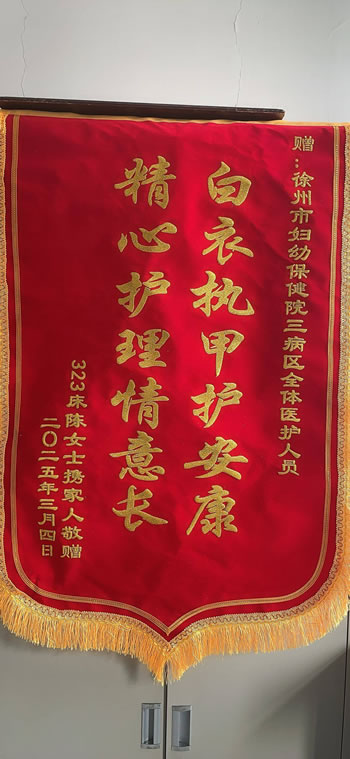 赠：徐州市妇幼保健院三病区全体医护人员
白衣执甲护安康
精心护理情意长
323床陈女士携家人敬赠
二〇二五年三月四日